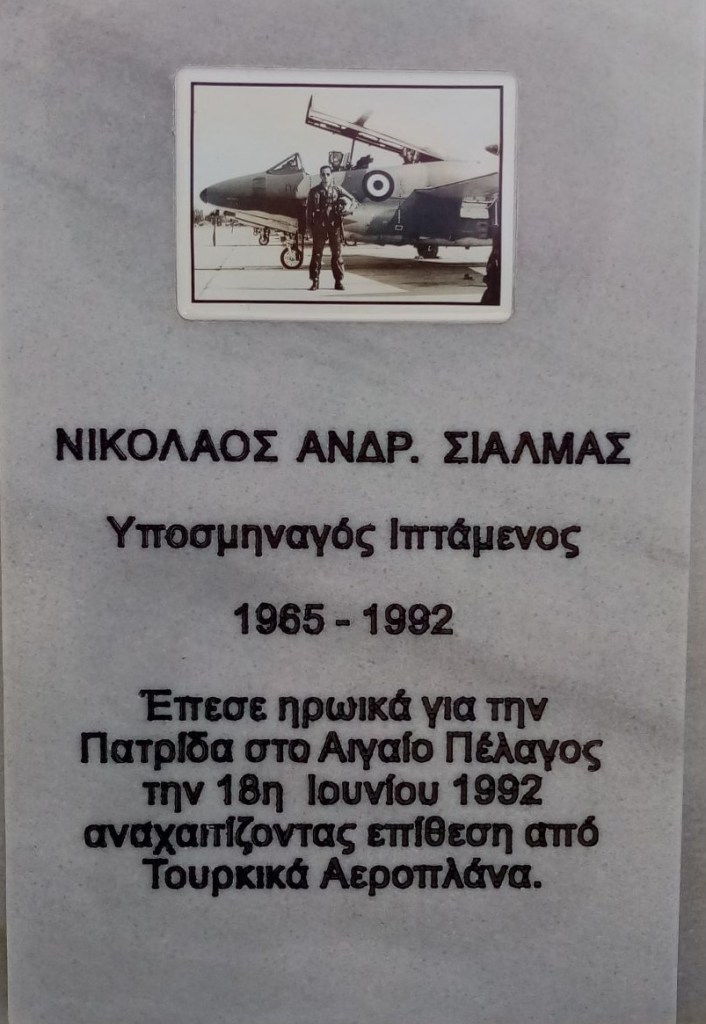 ΝΙΚΟΛΑΟΣ ΑΝΔΡ. ΣΙΑΛΜΑΣ
Υποσμηναγός Ιπτάμενος
1965 - 1992
Έπεσε ηρωικά για την
Πατρίδα στο Αιγαίο Πέλαγος
την 18η Ιουνίου 1992
αναχαιτίζοντας επίθεση από
Τουρκικά Αεροπλάνα.